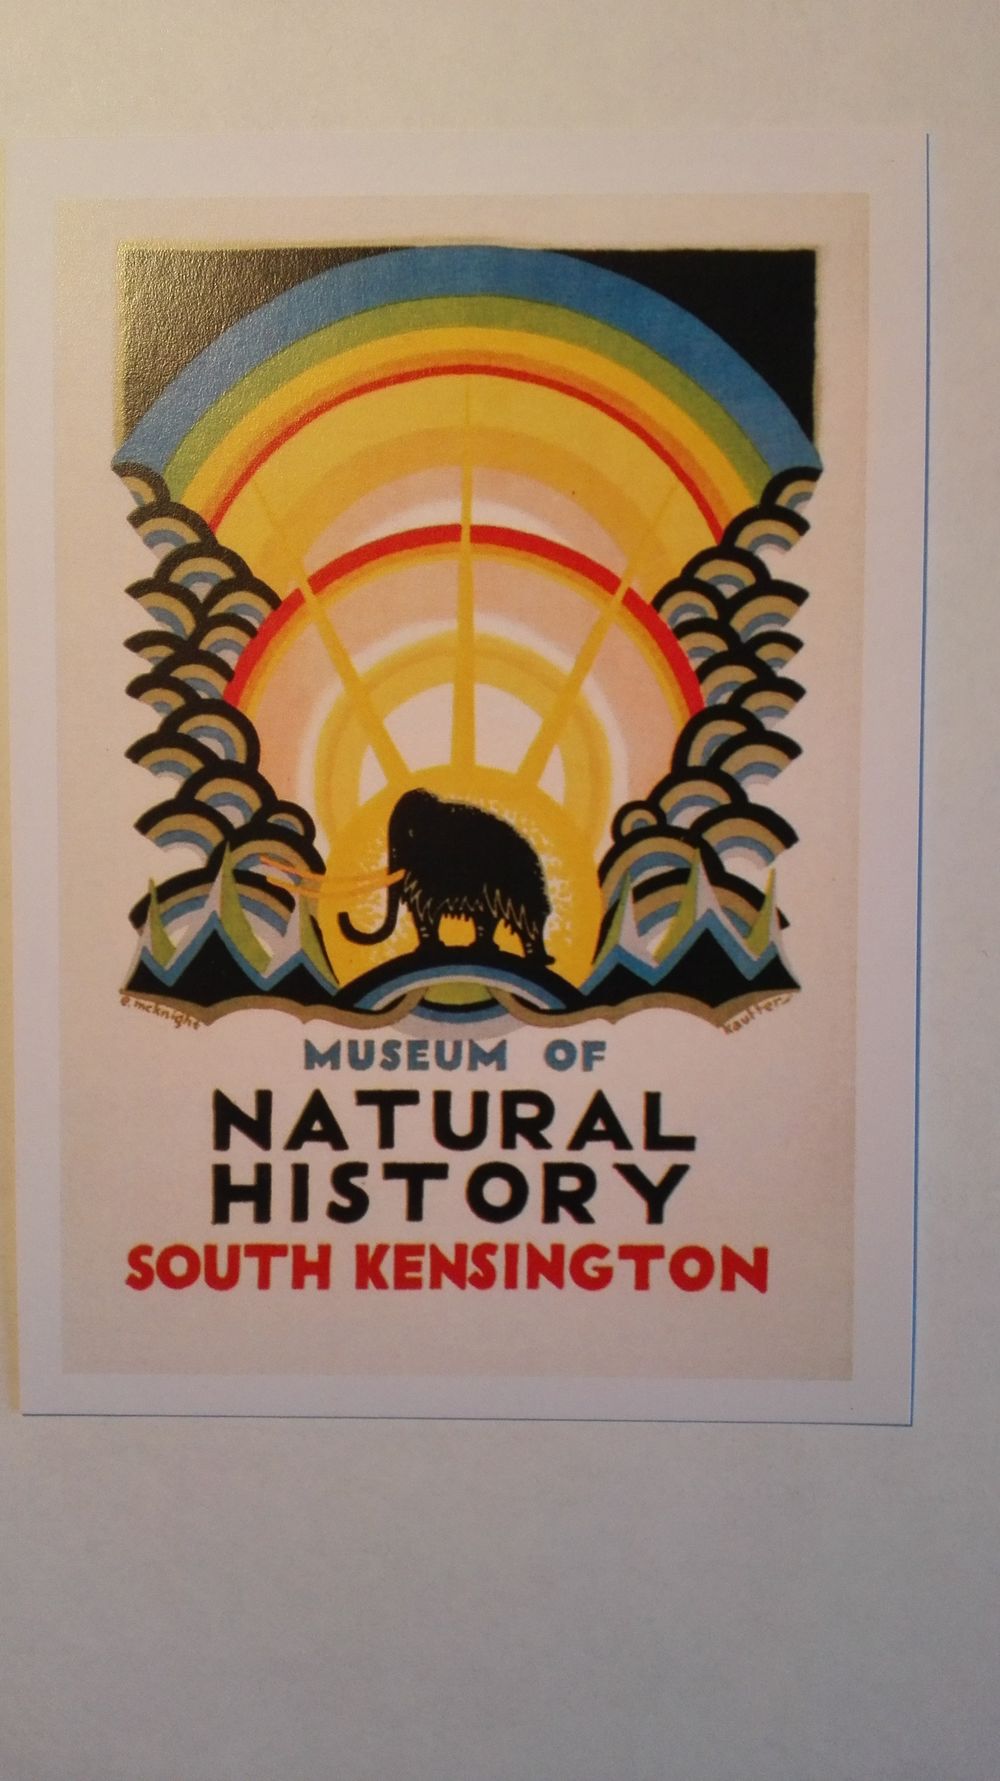 e. mcknight kauffer
MUSEUM OF
NATURAL
HISTORY
SOUTH KENSINGTON